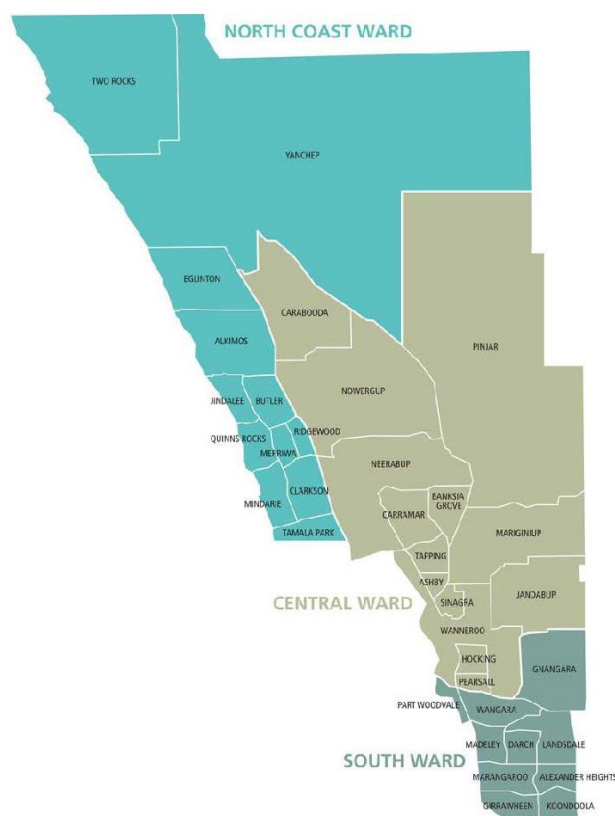 NORTH COAST WARD
TWO ROCKS
YANCHEP
EGLINTON
CARABOODA
ALKIMOS
PINJAR
NOWERGUP
JINDALEE
BUTLER
QUINNS ROCKS
RIDGEWOOD
MERRIWA
NEERABUP
CLARKSON
MINDARIE
BANKSIA
GROVE
CARRAMAR
TAMALA PARK
MARIGINIUP
TAPPING
ASHBY
JANDABUP
CENTRAL WARD
SINAGRA
WANNEROO
HOCKING
GNANGARA
PEARSALL
PART WOODVALE
WANGARA
MADELEY
DARCH
LANDSDALE
SOUTH WARD
MARANGAROO
ALEXANDER HEIGHTS
GIRRAWHEEN
KOONDOOLA